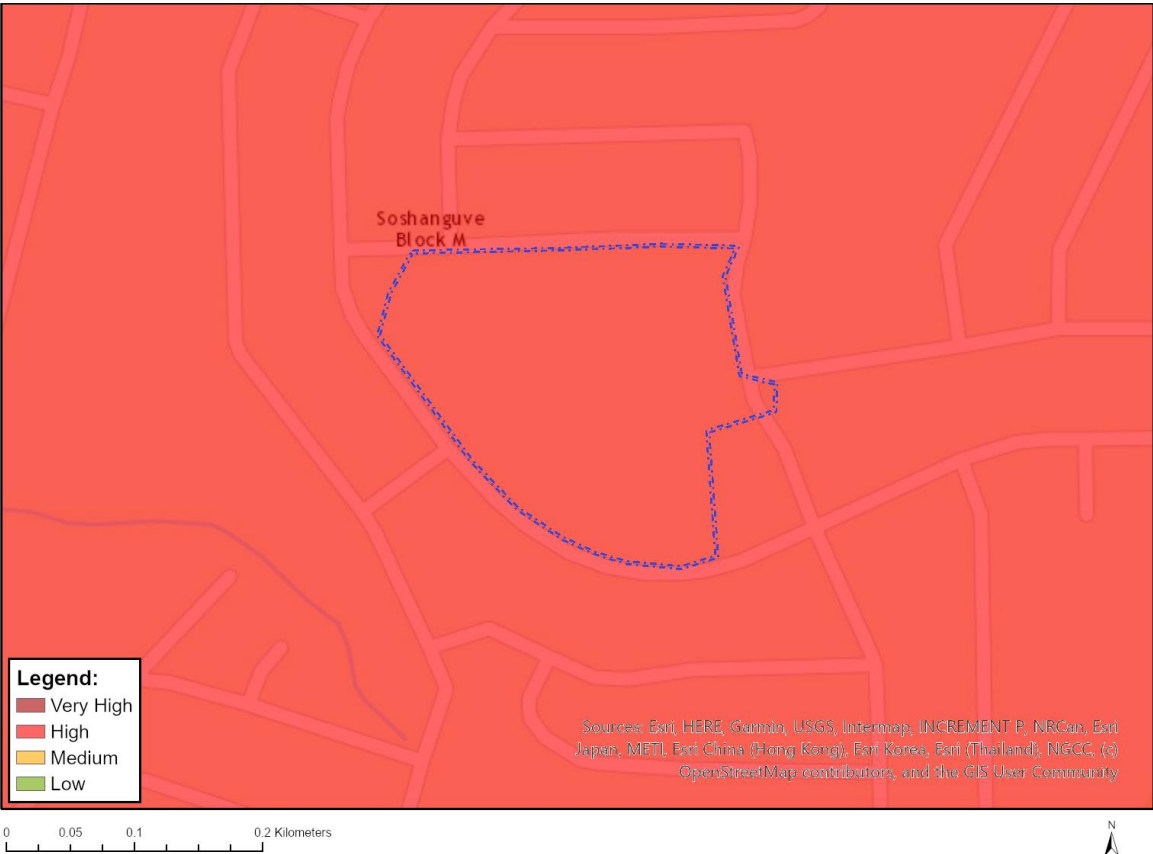 Soshanguve
Block M
Legend:
Very High
High
Medium
Low
Sources: Esri, HERE, Garmin, USGS, Intermap, INCREMENT P, NRCan, Esri
Japan, METI, Esri China (Hong Kong), Esri Korea, Esri (Thailand), NGCC, (c)
OpenStreetMap contributors, and the GIS User Community
0 0.05 0.1 0.2 Kilometers
N